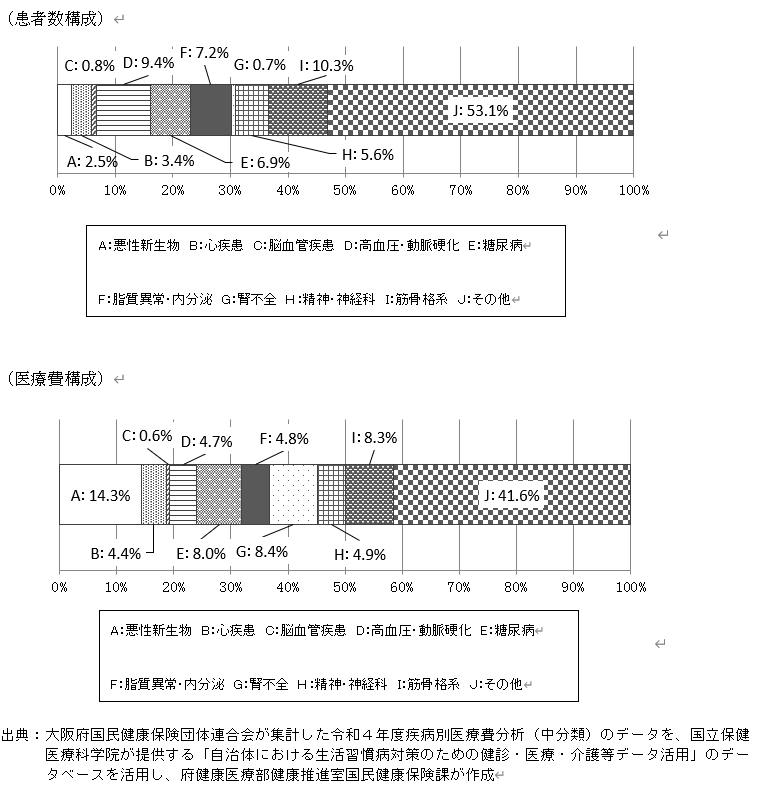 （患者数構成）
C: 0.8%
D: 9.4%
F: 7.2%
G: 0.7%
I: 10.3%
J: 53.1%
A: 2.5%
B: 3.4%
E: 6.9%
H: 5.6%
0% 10% 20% 30% 40% 50% 60% 70% 80% 90% 100%
A：悪性新生物 B：心疾患 C：脳血管疾患 D：高血圧・動脈硬化 E：糖尿病
F：脂質異常・内分泌 G：腎不全 H：精神・神経科 I：筋骨格系 J：その他
（医療費構成）
C: 0.6%
D: 4.7%
F: 4.8%
I: 8.3%
A: 14.3%
J: 41.6%
B: 4.4%
E: 8.0%
G: 8.4%
H: 4.9%
0% 10% 20% 30% 40% 50% 60% 70% 80% 90% 100%
A：悪性新生物 B：心疾患 C：脳血管疾患 D：高血圧・動脈硬化 E：糖尿病
F：脂質異常・内分泌 G：腎不全 H：精神・神経科 I：筋骨格系 J：その他
出典：大阪府国民健康保険団体連合会が集計した令和４年度疾病別医療費分析（中分類）のデータを、国立保健
医療科学院が提供する「自治体における生活習慣病対策のための健診・医療・介護等データ活用」のデー
タベースを活用し、府健康医療部健康推進室国民健康保険課が作成